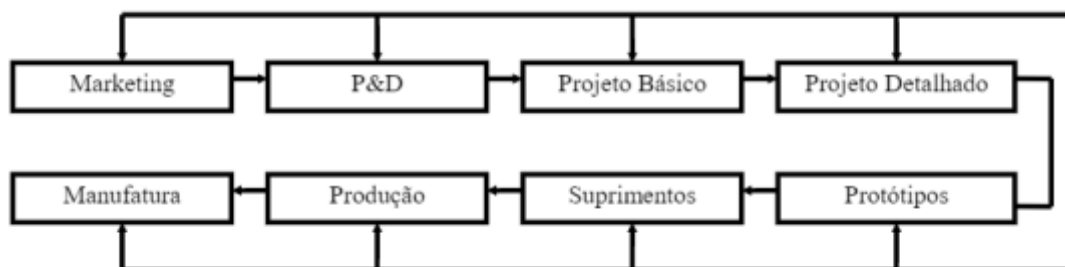 Marketing
P&D
Projeto Básico
Projeto Detalhado
Manufatura
Produção
Suprimentos
Protótipos